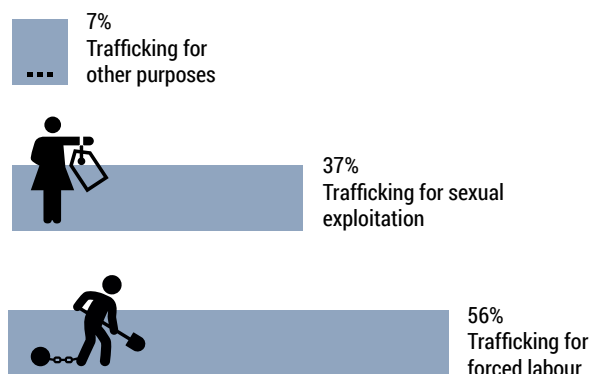 7%
Trafficking for
other purposes
37%
Trafficking for sexual
exploitation
56%
Trafficking for
forced labour